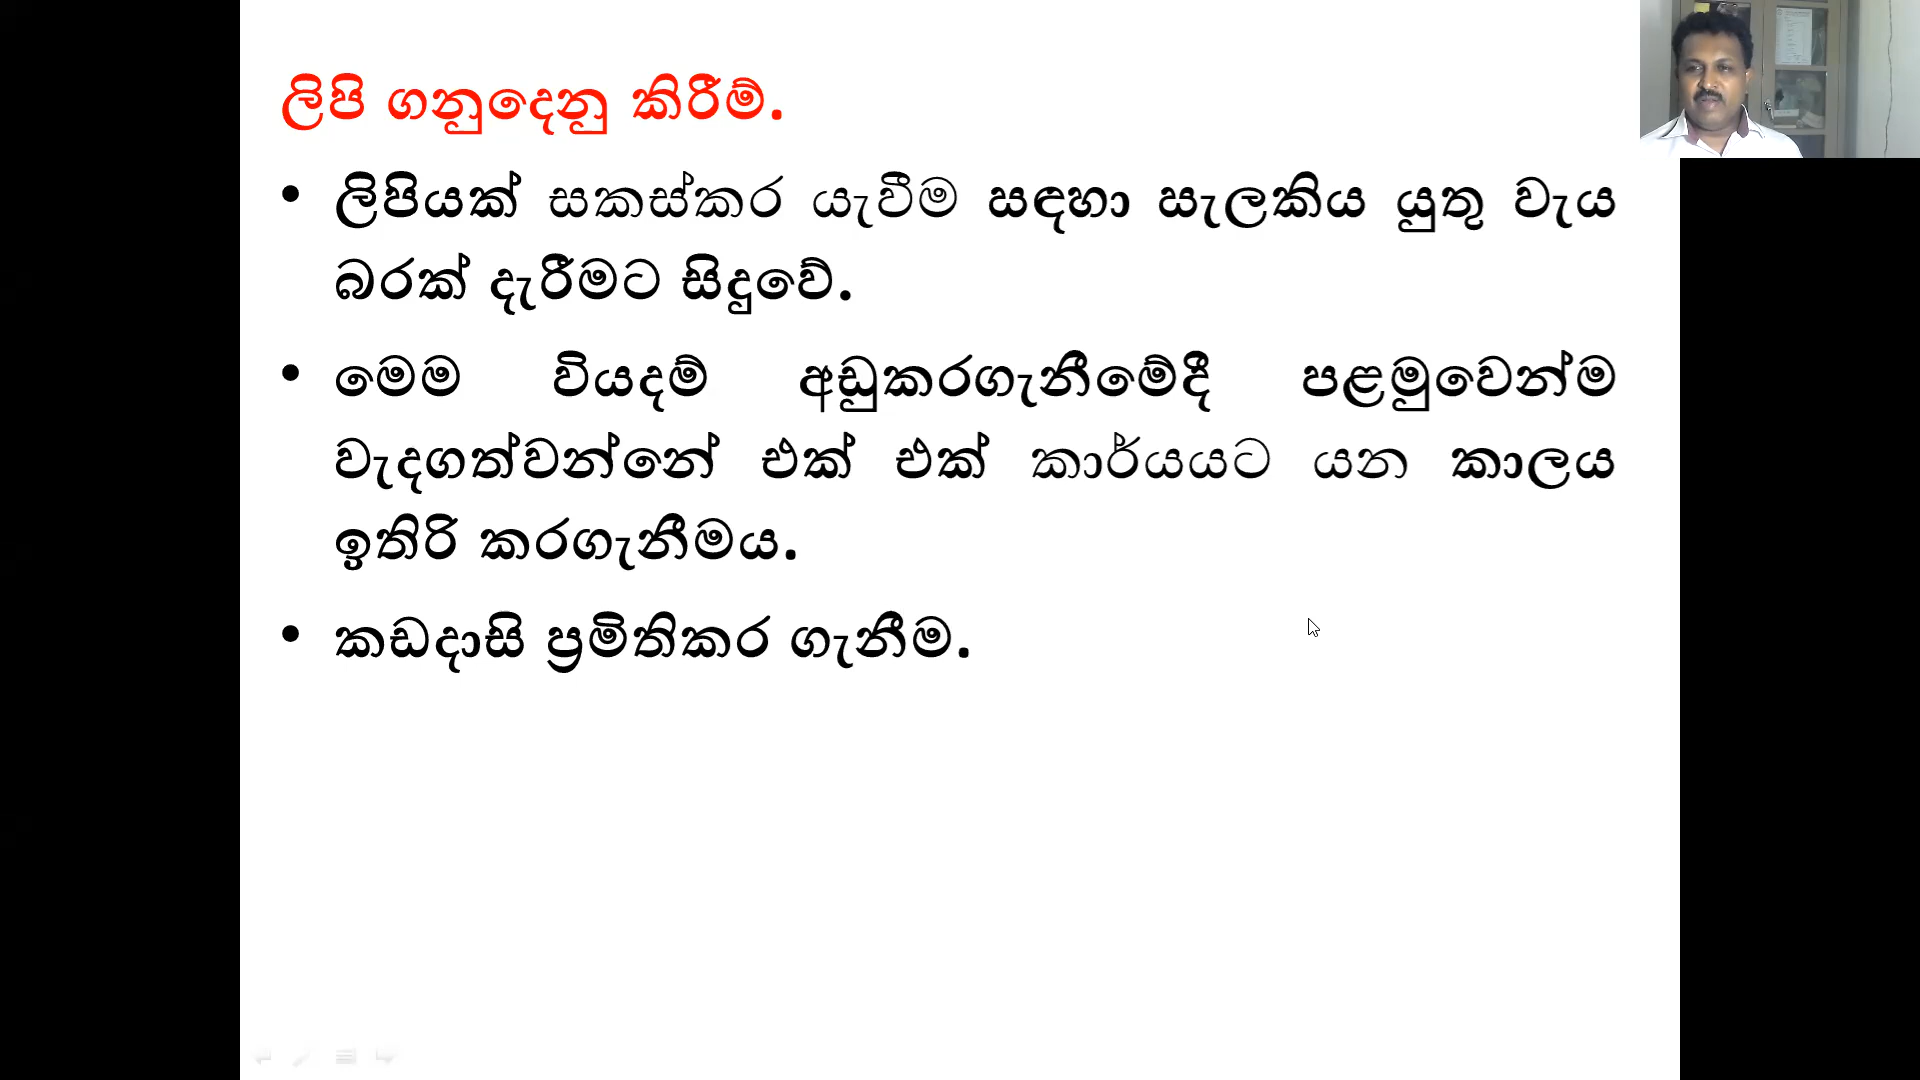 ලිපි ගනුදෙනු කිරීම්.
• ලිපියක් සකස්කර යැවීම සඳහා සැලකිය යුතු වැය
බරක් දැරීමට සිදුවේ.
• මෙම වියදම් අඩුකරගැනීමේදී පළමුවෙන්ම
වැදගත්වන්නේ එක් එක් කාර්යයට යන කාලය
ඉතිරි කරගැනීමය.
• කඩදාසි ප්‍රමිතිකර ගැනීම.